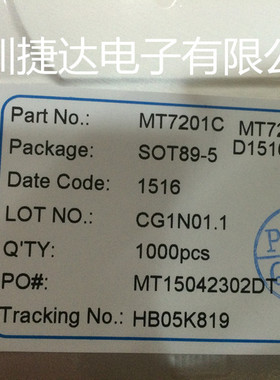 圳捷达电子有限公
Part No.: MT7201C MT72
Package: SOT89-5 D1516
Date Code: 1516
LOT NO.: CG1N01.1
Q'TY: 1000pcs
PO#: MT15042302DT
Tracking No.: HB05K819